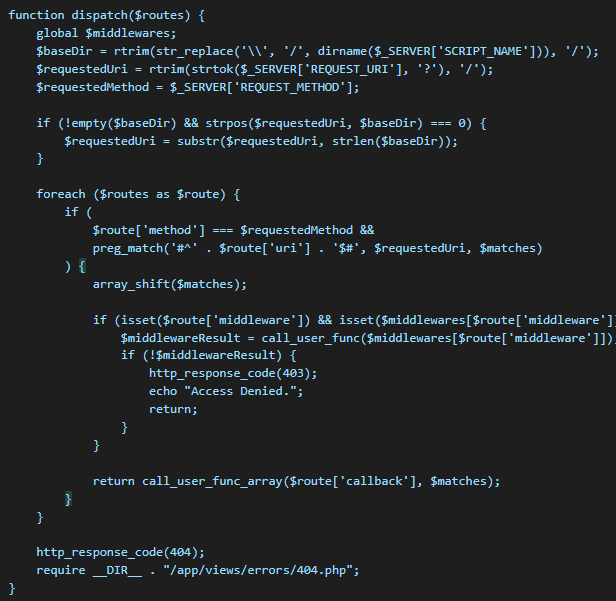 function dispatch($routes) {
    global $middlewares;
    $baseDir = rtrim(str_replace('\\', '/', dirname($_SERVER['SCRIPT_NAME'])), '/');
    $requestedUri = rtrim(strtok($_SERVER['REQUEST_URI'], '?'), '/');
    $requestedMethod = $_SERVER['REQUEST_METHOD'];

    if (!empty($baseDir) && strpos($requestedUri, $baseDir) === 0) {
        $requestedUri = substr($requestedUri, strlen($baseDir));
    }

    foreach ($routes as $route) {
        if (
            $route['method'] === $requestedMethod &&
            preg_match('#^' . $route['uri'] . '$#', $requestedUri, $matches)
        ) {
            array_shift($matches);

            if (isset($route['middleware']) && isset($middlewares[$route['middleware']
                $middlewareResult = call_user_func($middlewares[$route['middleware']]);
                if (!$middlewareResult) {
                    http_response_code(403);
                    echo "Access Denied.";
                    return;
                }
            }

            return call_user_func_array($route['callback'], $matches);
        }
    }

    http_response_code(404);
    require __DIR__ . "/app/views/errors/404.php";
}